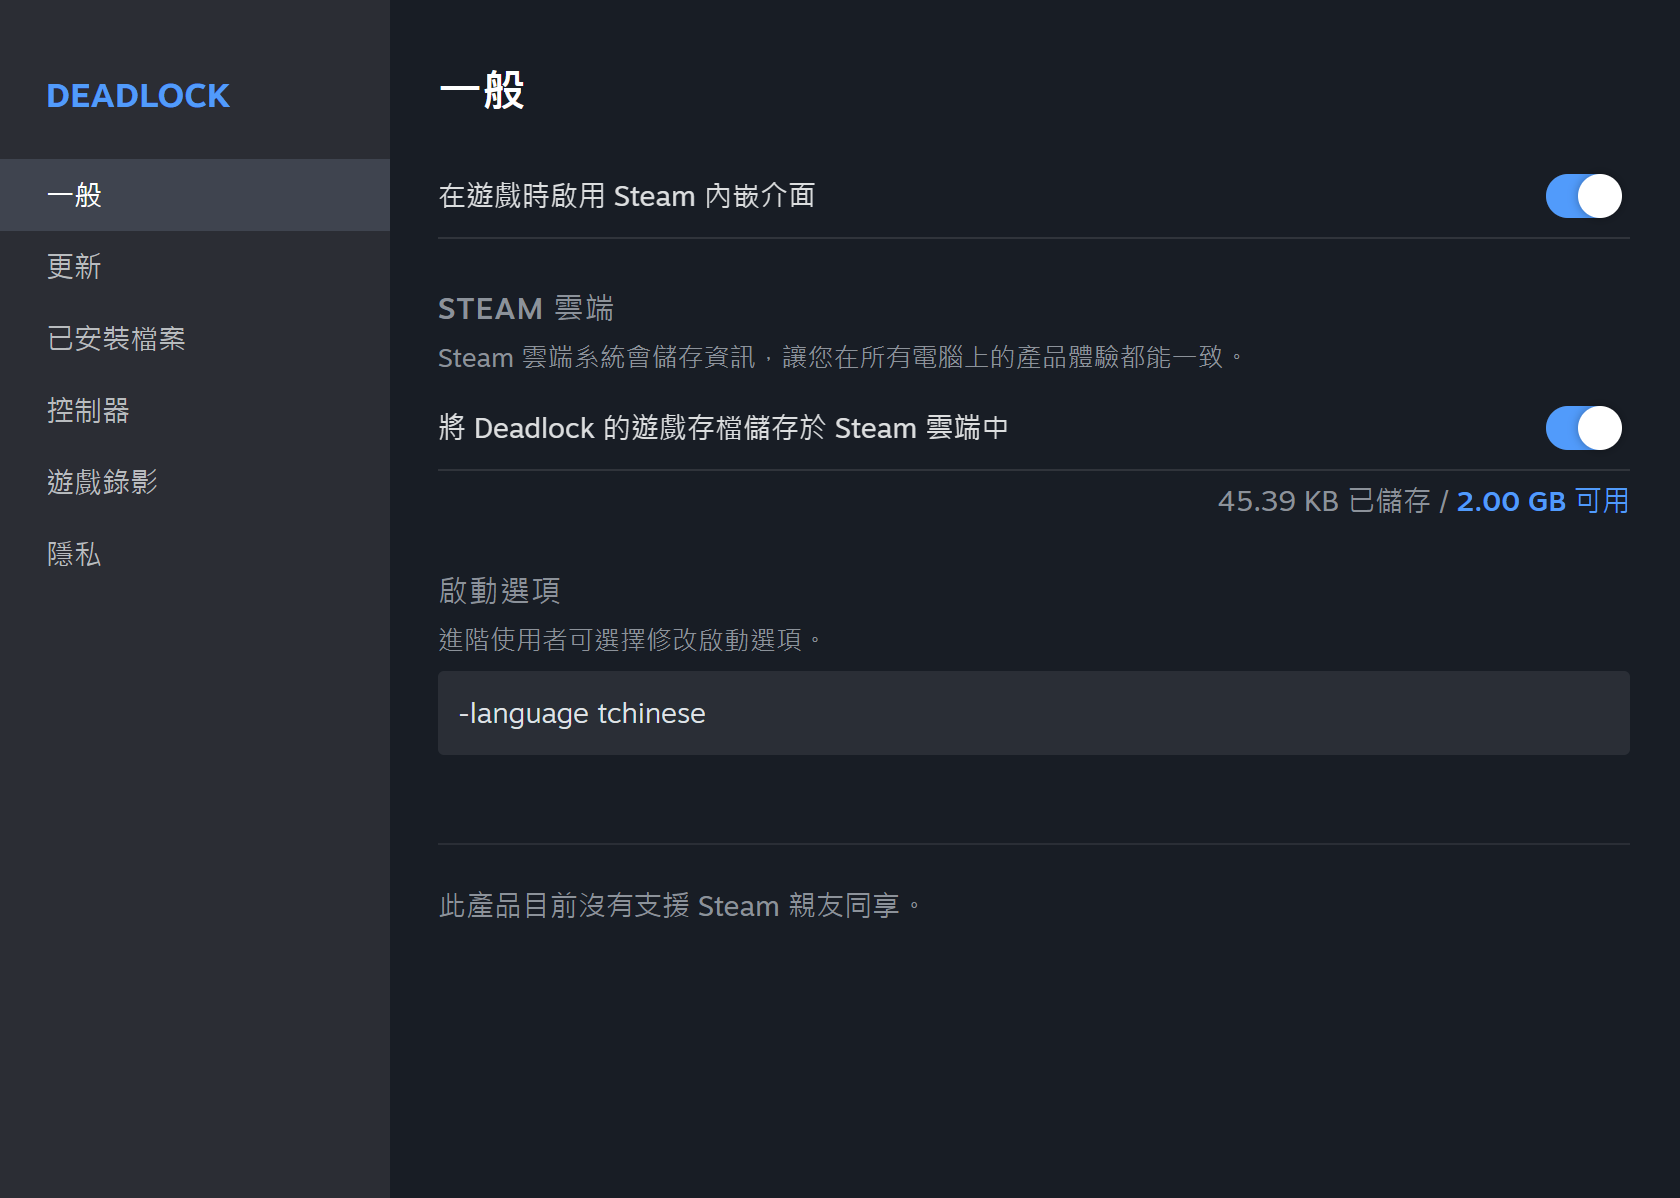 DEADLOCK
一般
更新
已安裝檔案
控制器
遊戲錄影
隱私
一般
在遊戲時啟用 Steam 內嵌介面
STEAM 雲端
Steam 雲端系統會儲存資訊，讓您在所有電腦上的產品體驗都能一致。
將 Deadlock 的遊戲存檔儲存於 Steam 雲端中
45.39 KB 已儲存 / 2.00 GB 可用
啟動選項
進階使用者可選擇修改啟動選項。
-language tchinese
此產品目前沒有支援 Steam 親友同享。